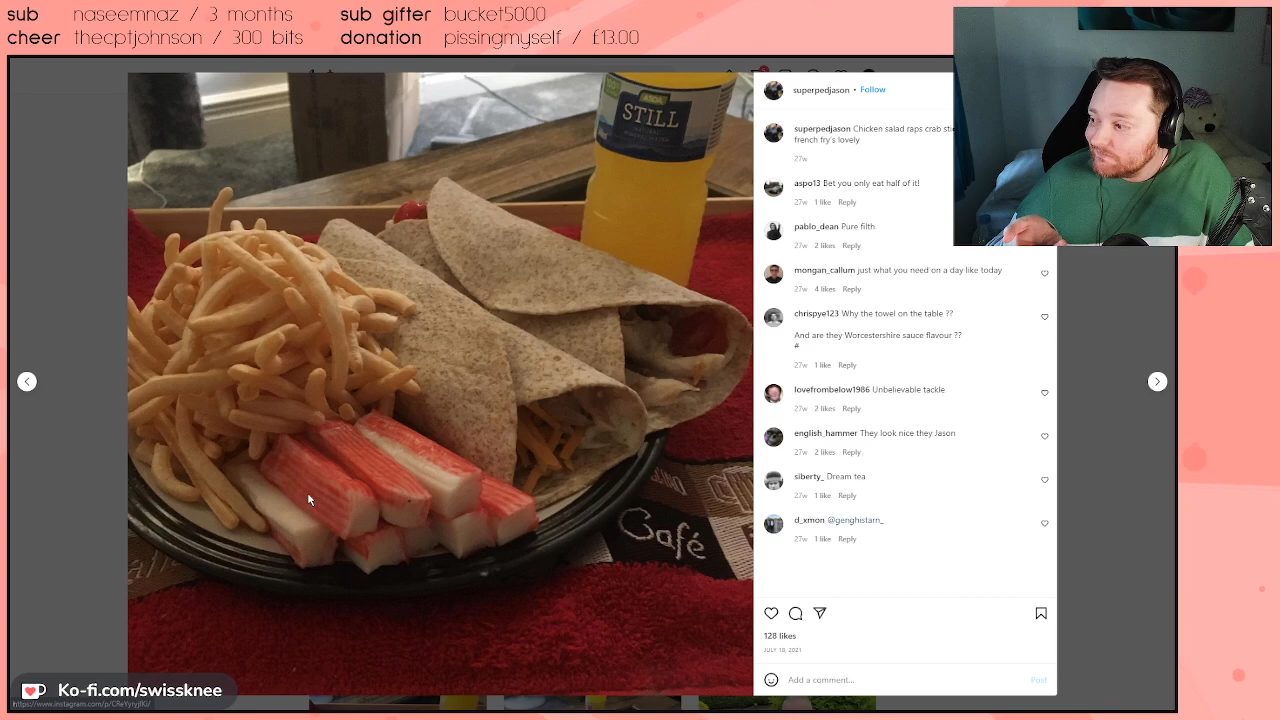 sub themnaz / 3 months
cheer thecptjohnson / 300 bits
sub gifter bucket5000
donation pissingmyself / £13.00
ASDA
STILL
Café
superpedjason • Follow
superpedjason Chicken salad raps crab
french fry's lovely
27w
aspo13 Bet you only eat half of it!
27w 1 like Reply
pablo_dean Pure filth
27w 2 likes Reply
mongan_callum just what you need on a day like today
27w 4 likes Reply
chrispye123 Why the towel on the table ??
And are they Worcestershire sauce flavour ??
#
27w 1 like Reply
lovefrombelow1986 Unbelievable tackle
27w 2 likes Reply
english_hammer They look nice they Jason
27w 2 likes Reply
siberty_ Dream tea
27w 1 like Reply
d_xmon @genghistarn_
27w 1 like Reply
128 likes
JULY 18, 2021
Add a comment... Post
Ko-fi.com/swissknee